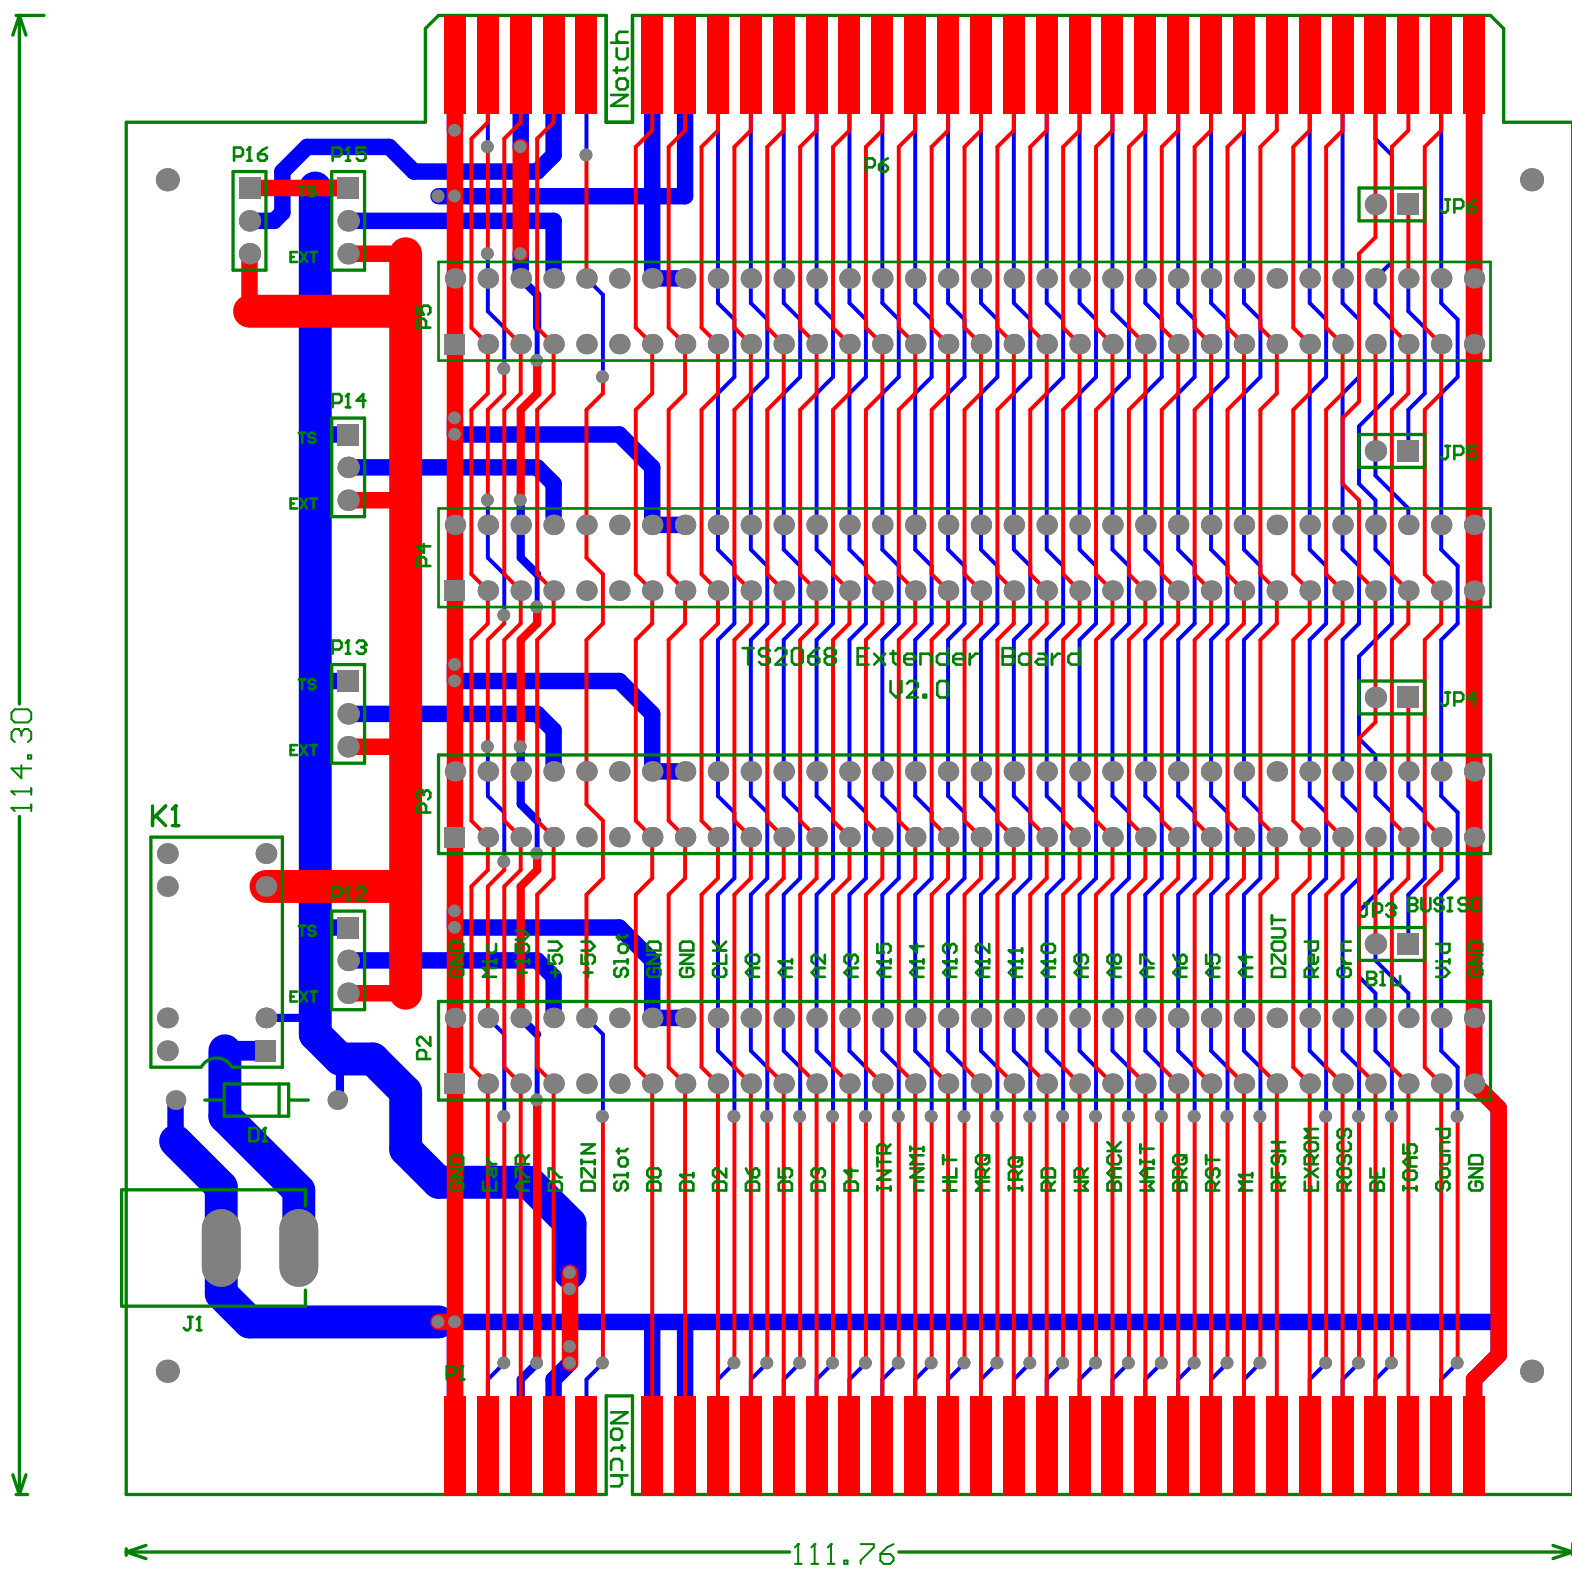 Notch
P16
P15
P6
TS
JP6
EXT
P5
P14
TS
JP5
EXT
P4
P13
TS2068 Extender Board
TS
V2.0
JP4
114.30
EXT
P3
K1
P12
JP3
BUSISO
TS
GND
Mic
+15V
+5V
+5V
Slot
GND
GND
CLK
A0
A1
A2
A3
A15
A14
A13
A12
A11
A10
A9
A8
A7
A6
A5
A4
DZOUT
Red
Grn
Blu
Vid
GND
EXT
P2
D1
GND
Ear
A7R
D7
DZIN
Slot
D0
D1
D2
D6
D5
D3
D4
INTR
NNMI
HLT
MRQ
IRQ
RD
WR
BACK
WAIT
BRQ
RST
M1
RFSH
EXROM
ROSCS
BE
IOA5
Sound
GND
J1
P1
Notch
111.76